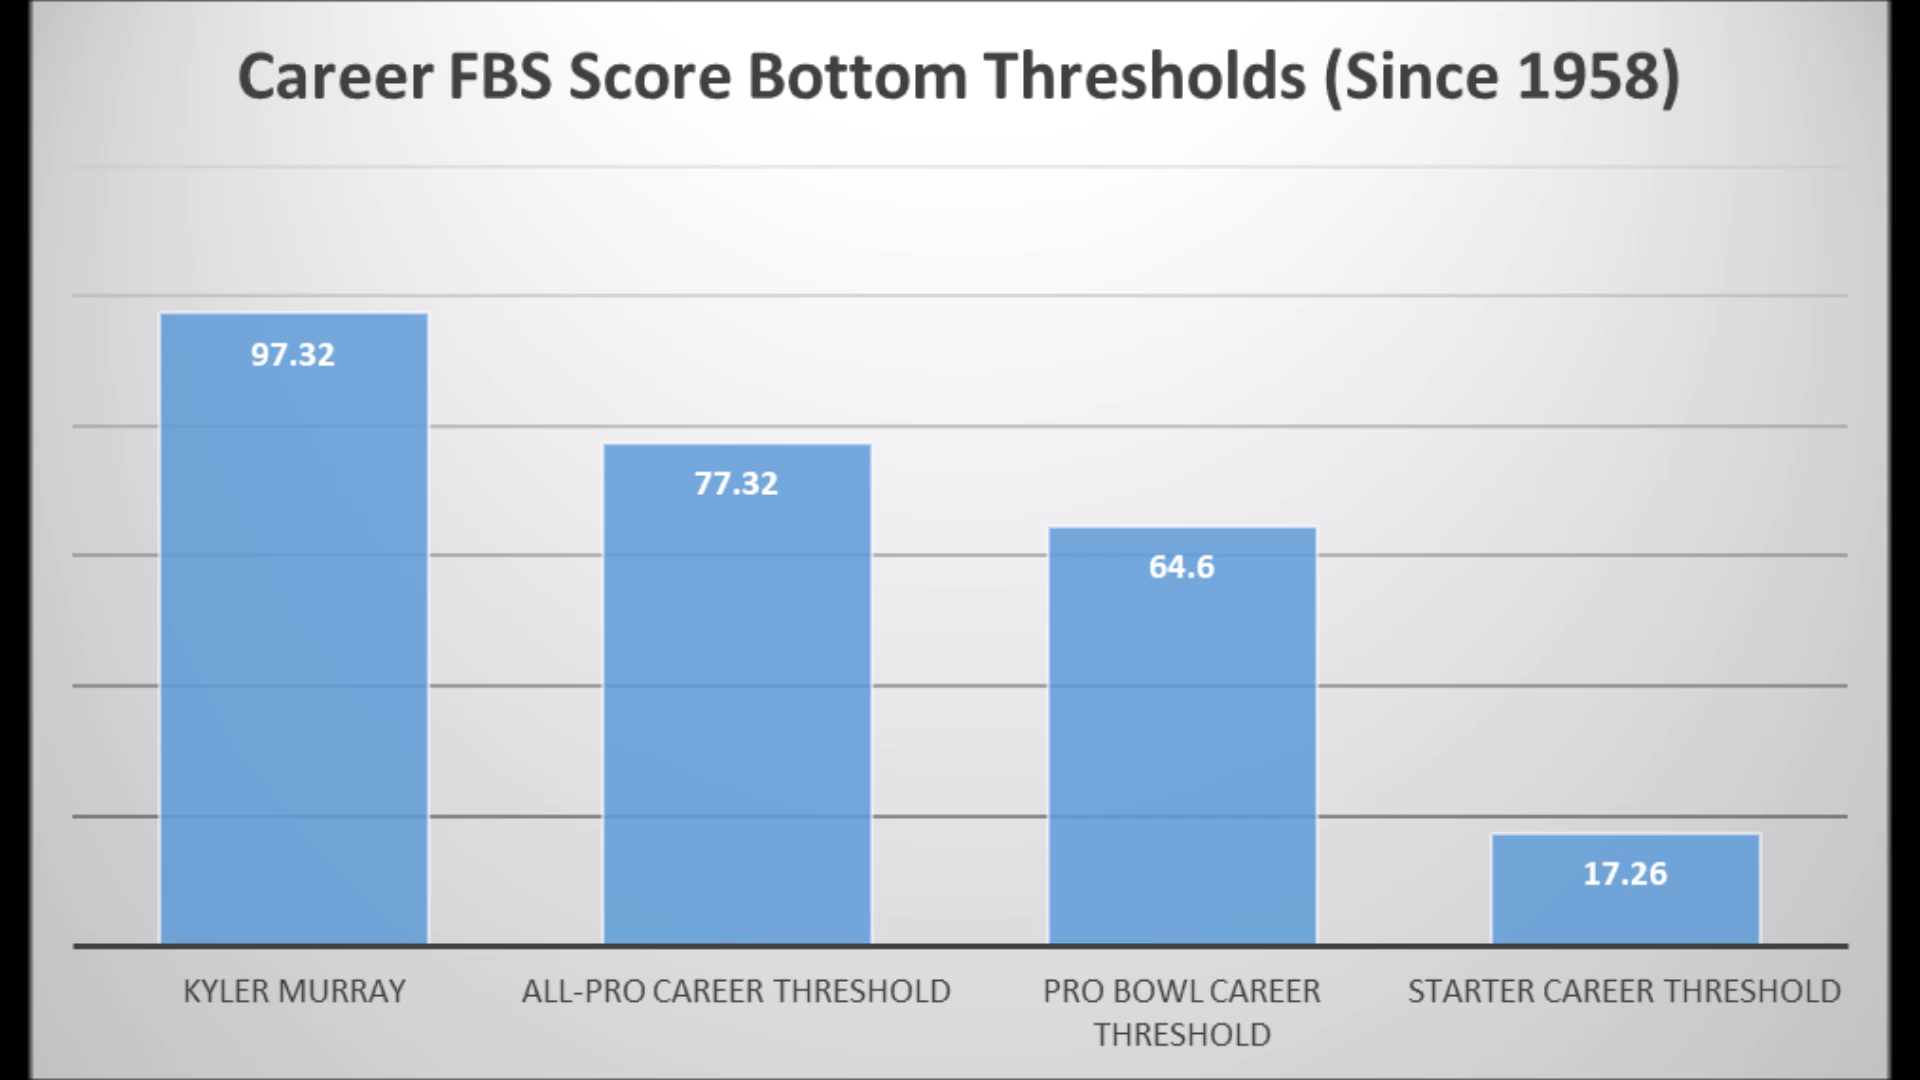 Career FBS Score Bottom Thresholds (Since 1958)
97.32
77.32
64.6
17.26
KYLER MURRAY
ALL-PRO CAREER THRESHOLD
PRO BOWL CAREER
THRESHOLD
STARTER CAREER THRESHOLD